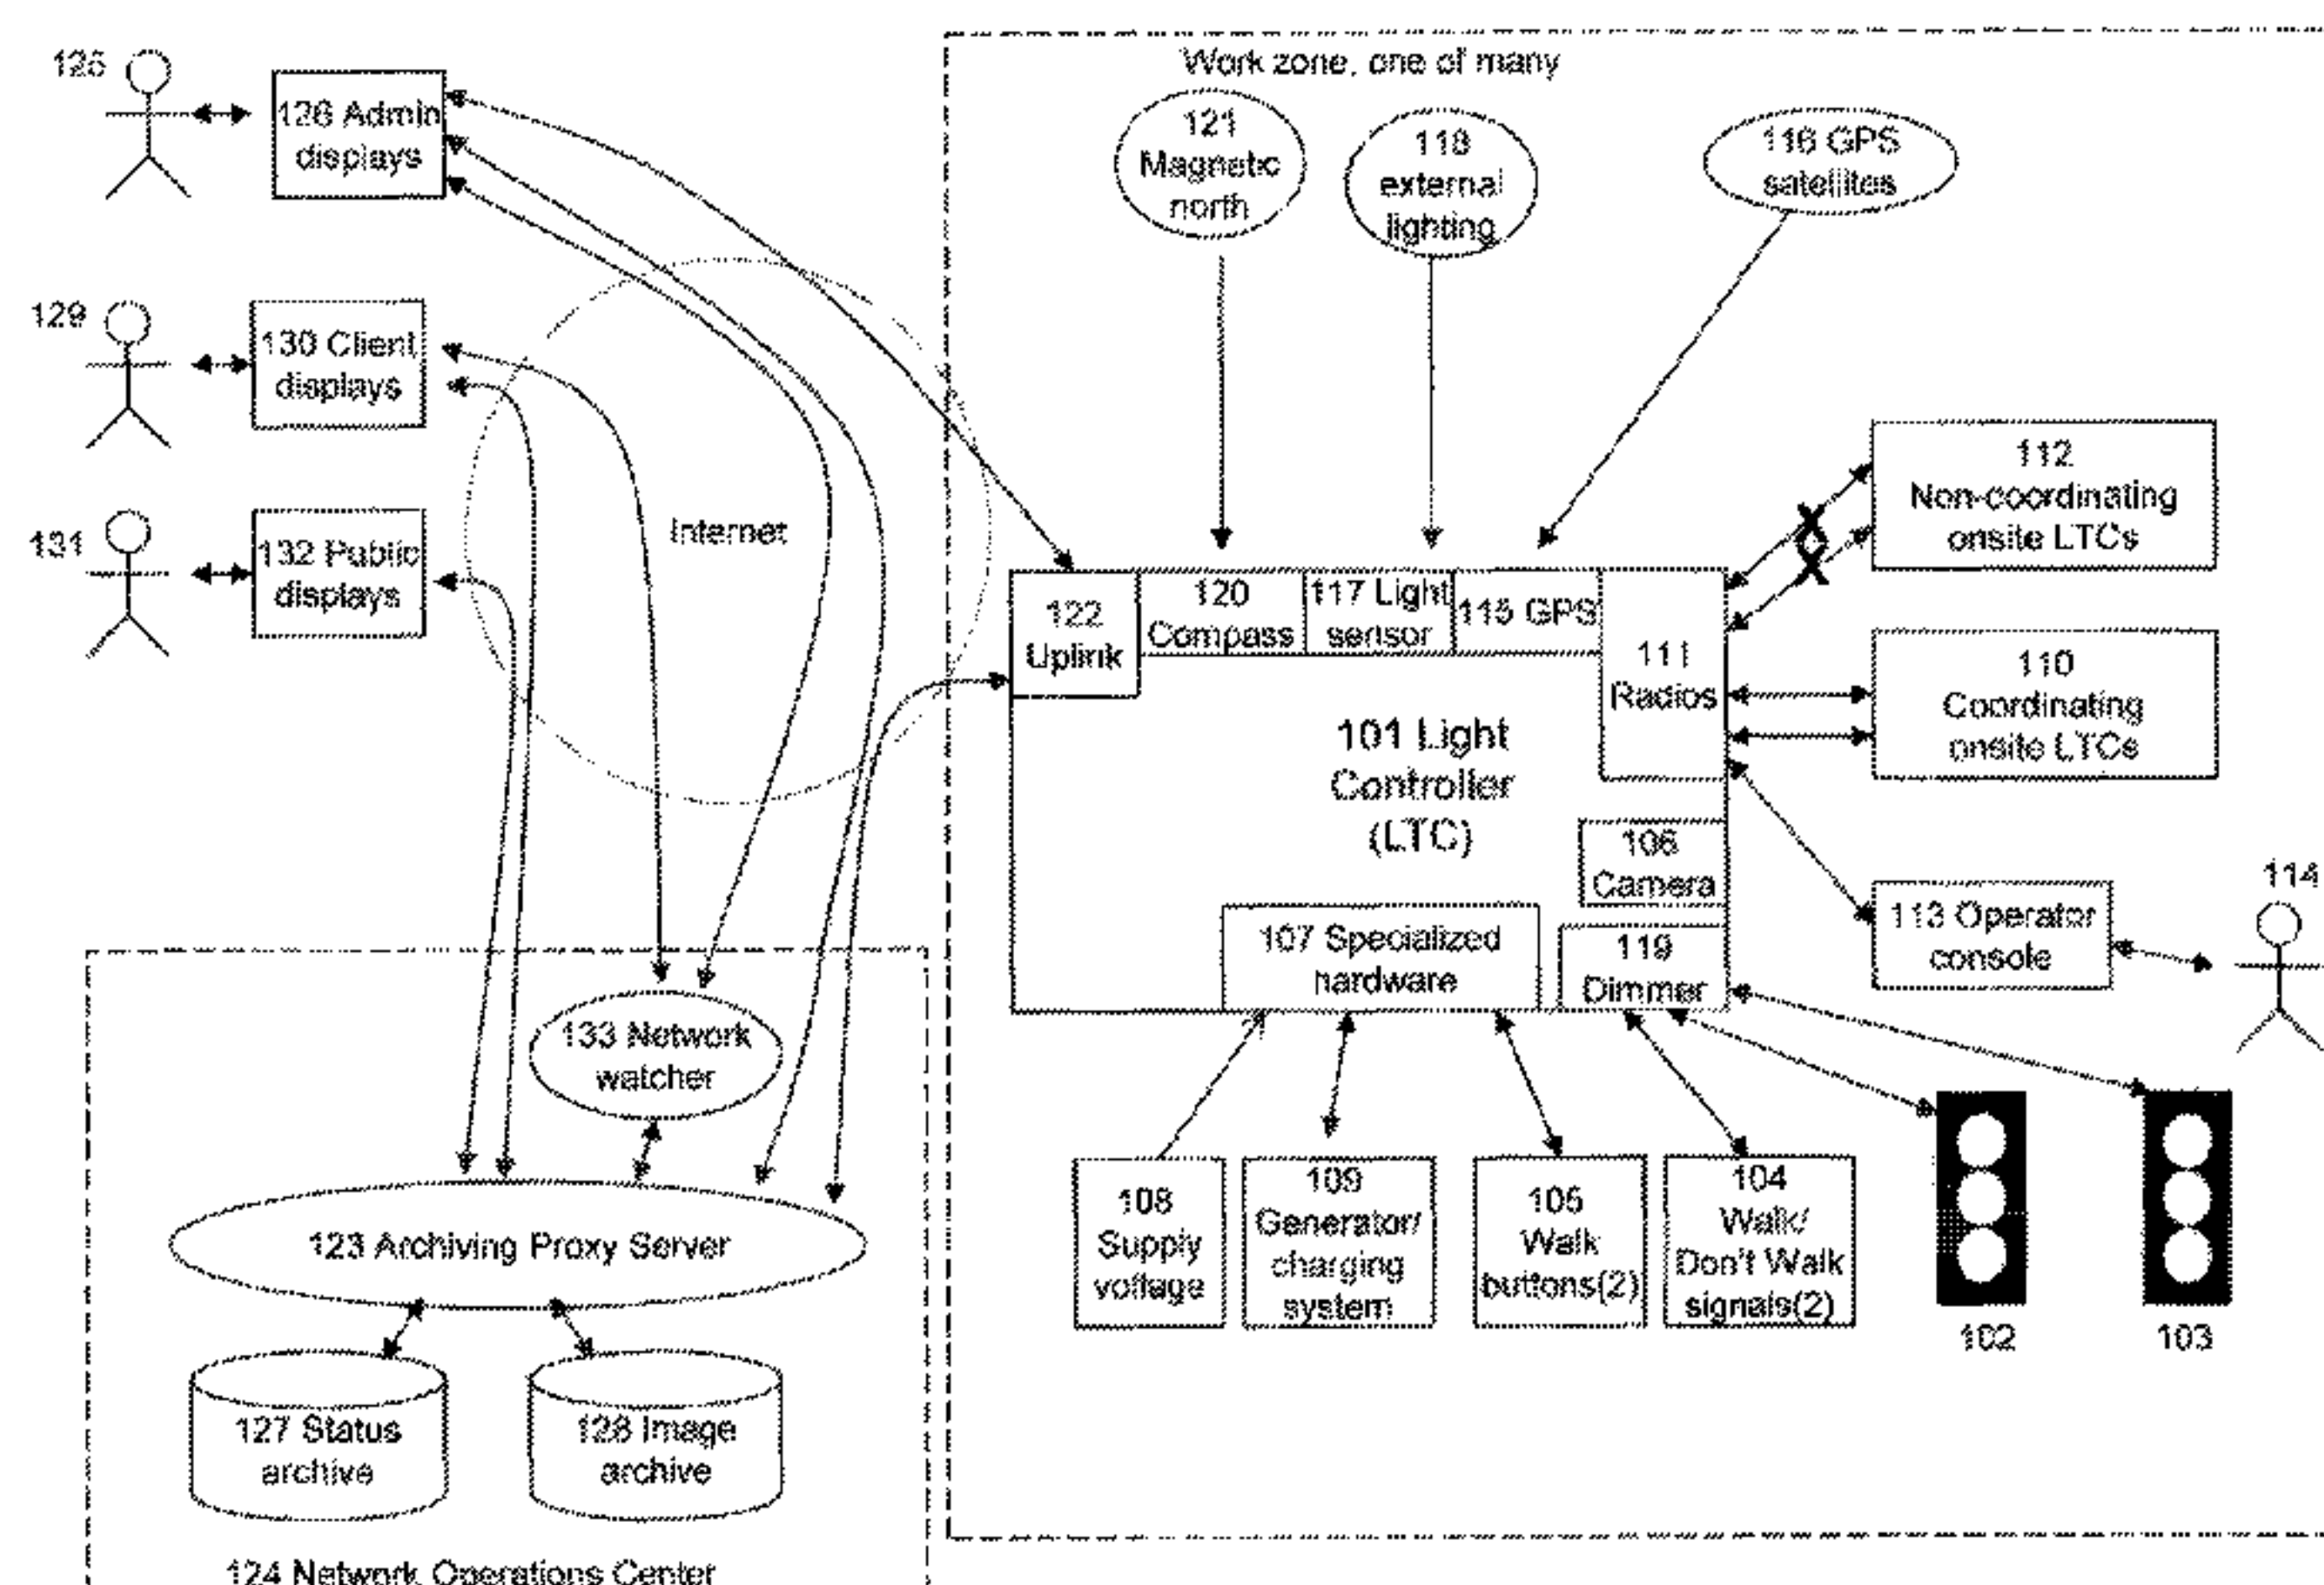 125
126 Admin
displays
129
130 Client
displays
131
132 Public
displays
Internet
Work zone, one of many
121
Magnetic
north
118
external
lighting
116 GPS
satellites
122
Uplink
120
Compass
117 Light
sensor
115 GPS
111
Radios
112
Non-coordinating
onsite LTCs
110
Coordinating
onsite LTCs
101 Light
Controller
(LTC)
106
Camera
107 Specialized
hardware
119
Dimmer
113 Operator
console
114
108
Supply
voltage
109
Generator/
charging
system
105
Walk
buttons(2)
104
Walk/
Don't Walk
signals(2)
102
103
133 Network
watcher
123 Archiving Proxy Server
127 Status
archive
128 Image
archive
124 Network Operations Center